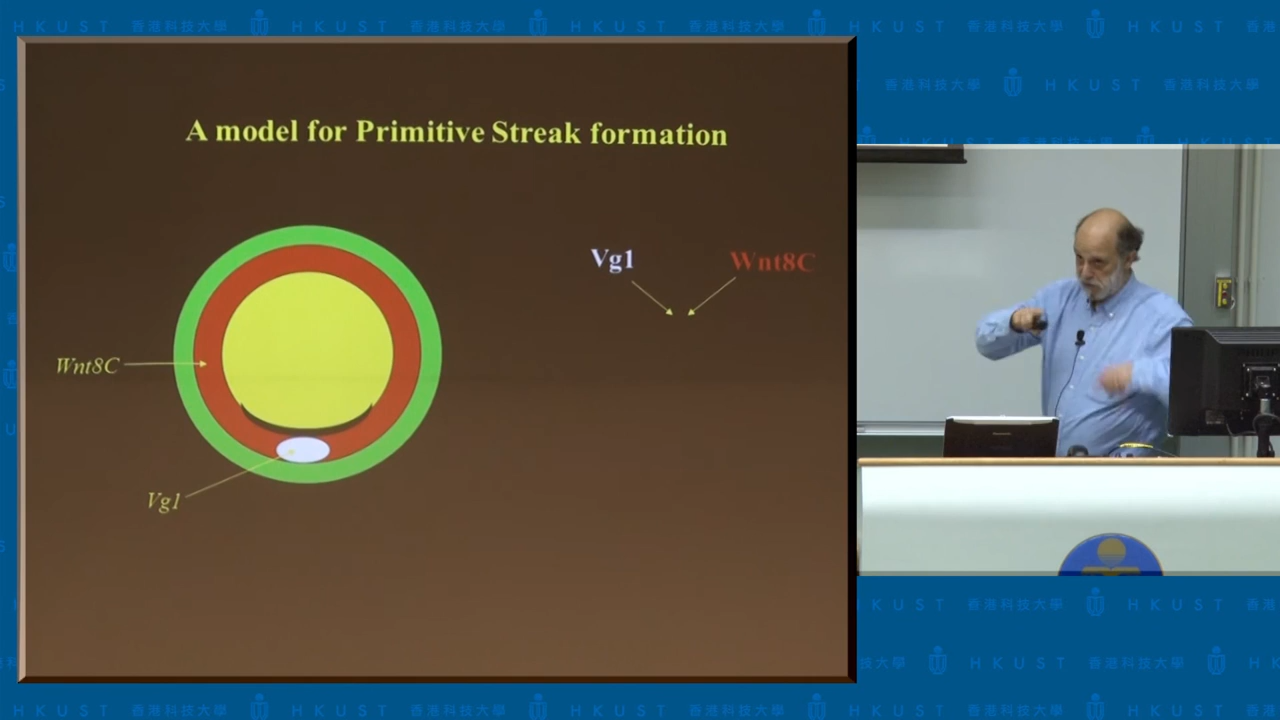 HKUST 香港科技大學
A model for Primitive Streak formation
Vg1
Wnt8C
Wnt8C
Vg1